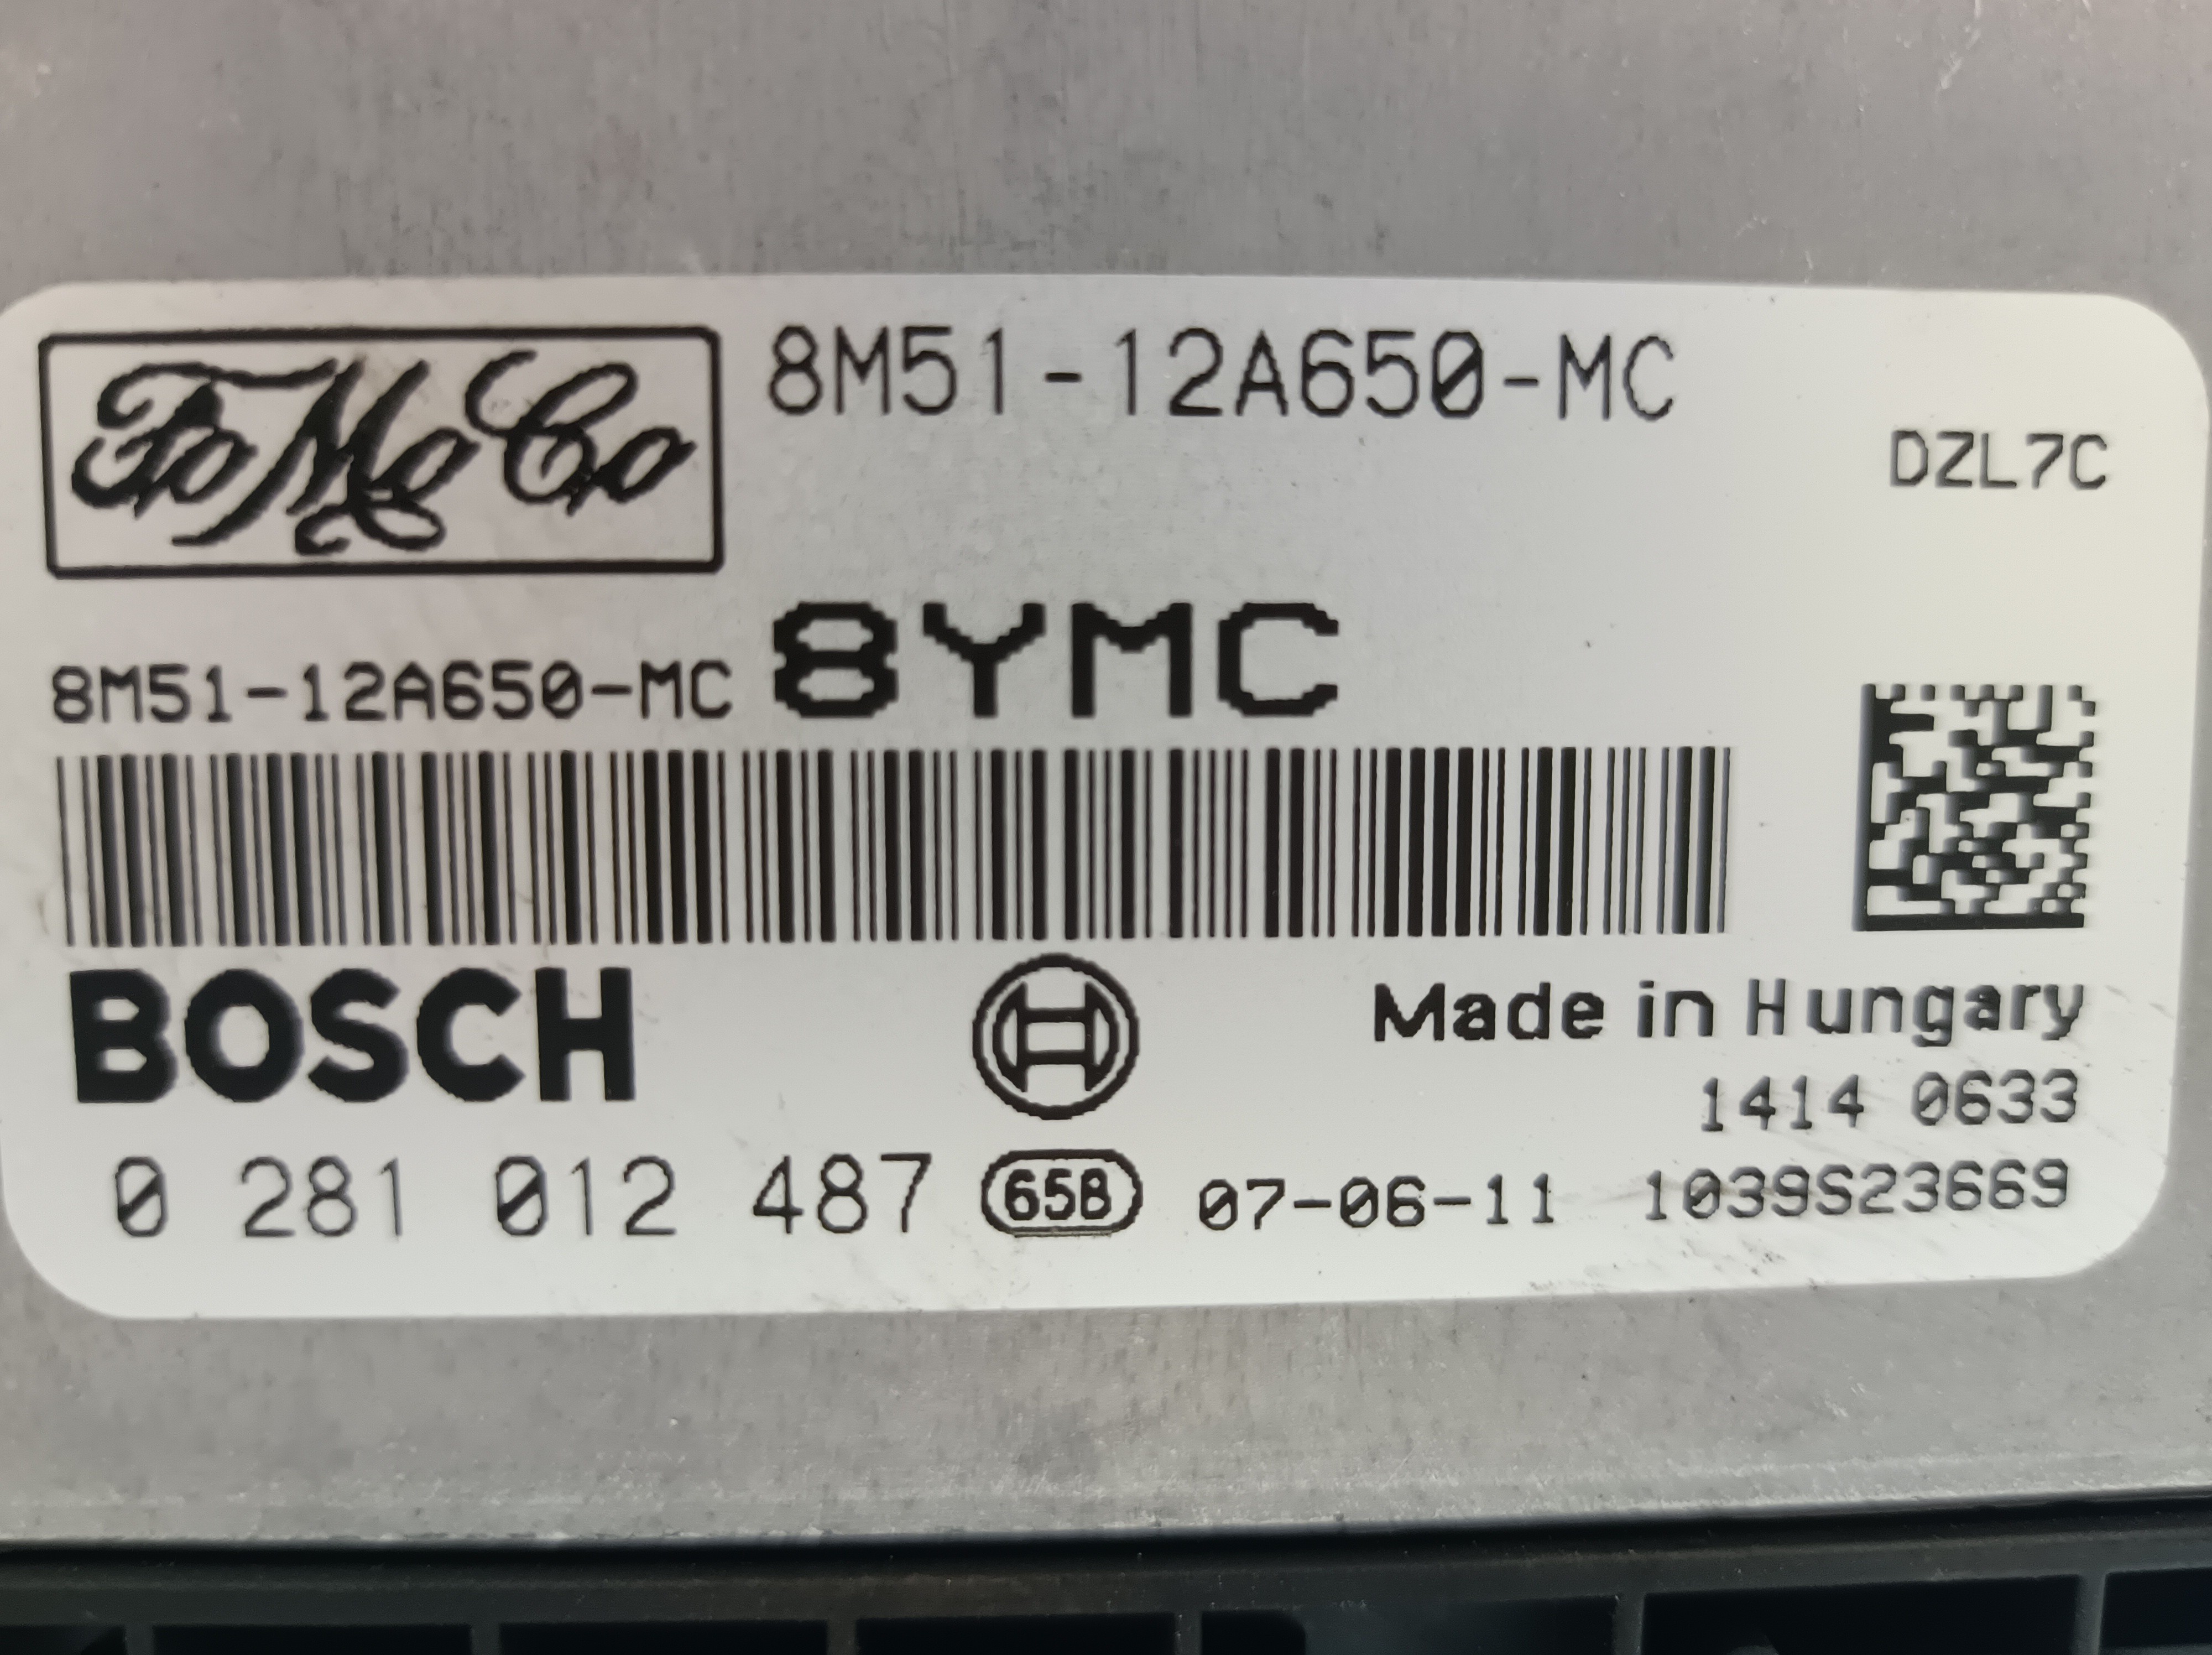 FoMoCo 8M51-12A650-MC
DZL7C
8M51-12A650-MC 8YMC
BOSCH
Made in Hungary
1414 0633
0 281 012 487 65B 07-06-11 1039S23669